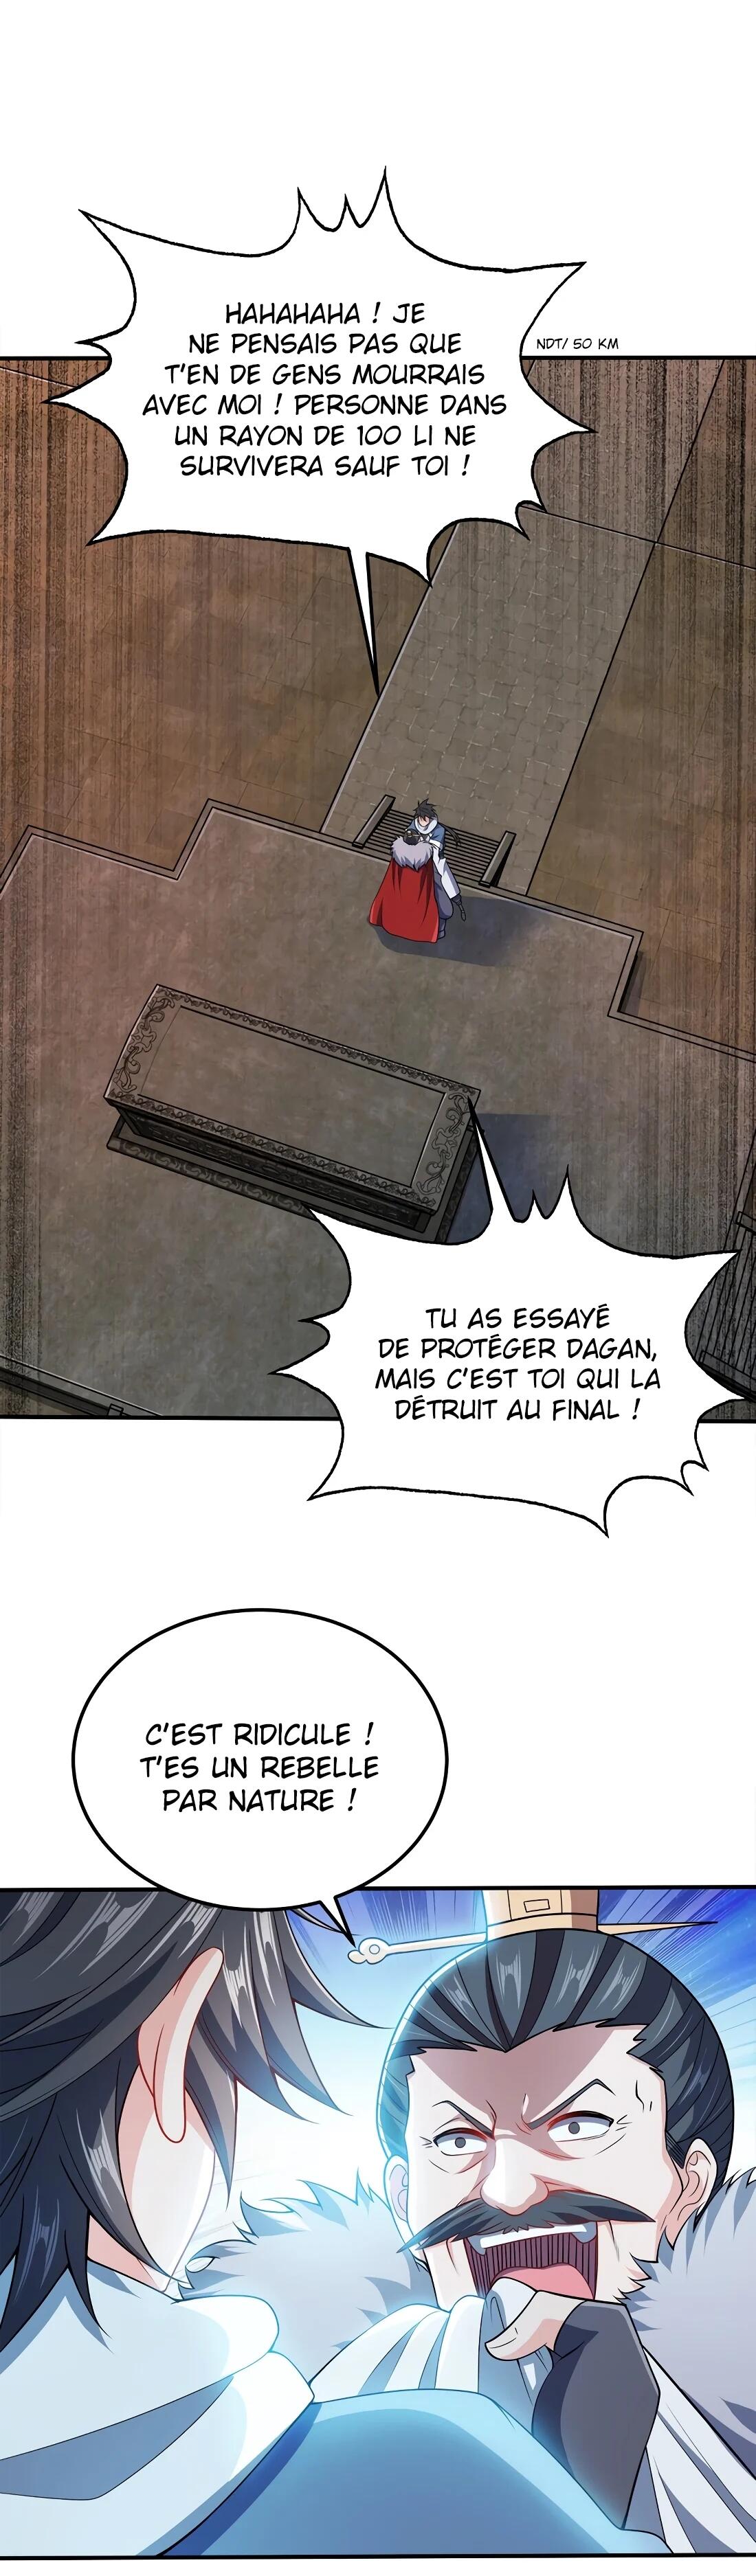 HAHAHAHA ! JE
NE PENSAIS PAS QUE
T'EN DE GENS MOURRAIS
AVEC MOI ! PERSONNE DANS
UN RAYON DE 100 LI NE
SURVIVERA SAUF TOI !
NDT/ 50 KM
TU AS ESSAYÉ
DE PROTÉGER DAGAN,
MAIS C'EST TOI QUI LA
DÉTRUIT AU FINAL !
C'EST RIDICULE !
T'ES UN REBELLE
PAR NATURE !